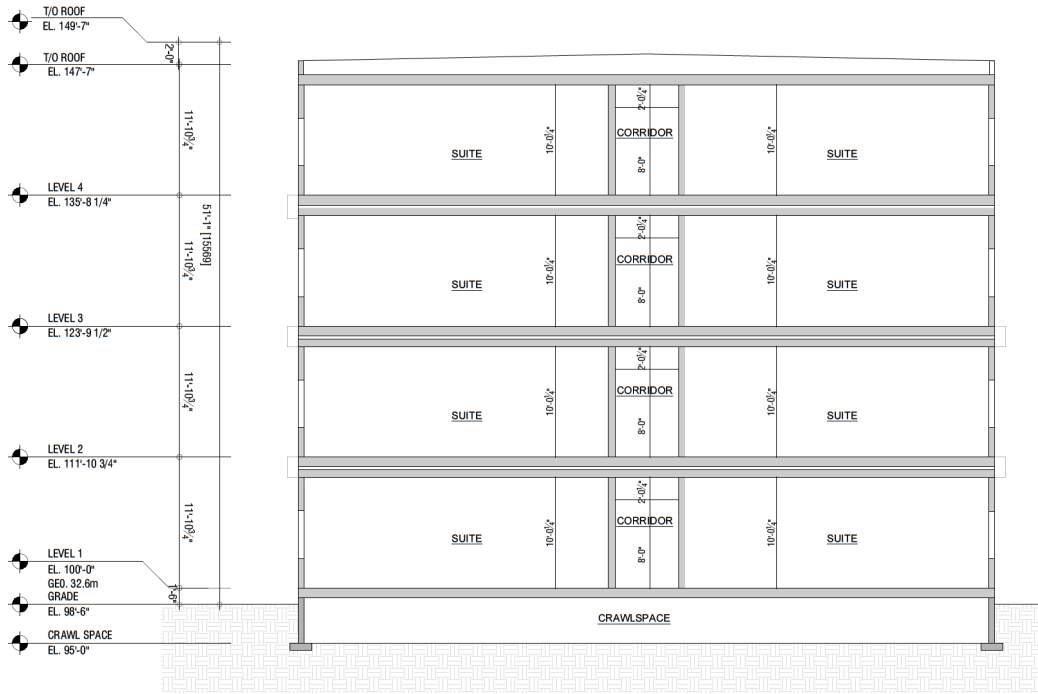 T/O ROOF
EL. 149'-7"
T/O ROOF
EL. 147'-7"
LEVEL 4
EL. 135'-8 1/4"
LEVEL 3
EL. 123'-9 1/2"
LEVEL 2
EL. 111'-10 3/4"
LEVEL 1
EL. 100'-0"
GEO. 32.6m
GRADE
EL. 98'-6"
CRAWL SPACE
EL. 95'-0"
2'-0"
11'-10¾"
11'-10¾"
11'-10¾"
11'-10¾"
1'-6"
51'-1" [15569]
SUITE
10'-0¼"
2'-0¼"
CORRIDOR
8'-0"
10'-0¼"
SUITE
SUITE
10'-0¼"
2'-0¼"
CORRIDOR
8'-0"
10'-0¼"
SUITE
SUITE
10'-0¼"
2'-0¼"
CORRIDOR
8'-0"
10'-0¼"
SUITE
SUITE
10'-0¼"
2'-0¼"
CORRIDOR
8'-0"
10'-0¼"
SUITE
CRAWLSPACE